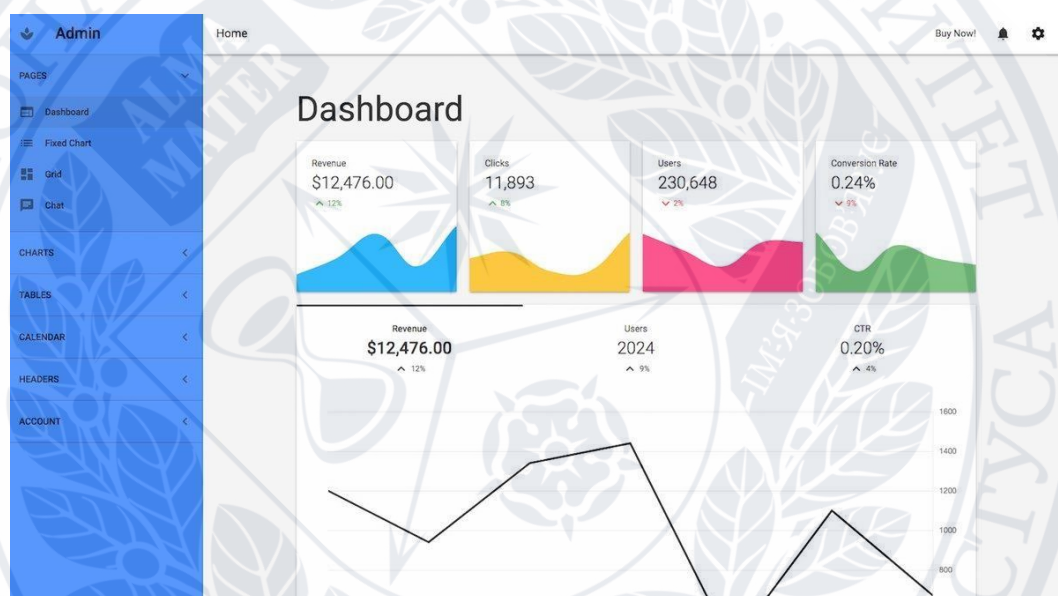 Admin
Home
Buy Now!
PAGES
Dashboard
Fixed Chart
Grid
Chat
CHARTS
TABLES
CALENDAR
HEADERS
ACCOUNT
Dashboard
Revenue
$12,476.00
12%
Clicks
11,893
8%
Users
230,648
2%
Conversion Rate
0.24%
9%
Revenue
$12,476.00
12%
Users
2024
9%
CTR
0.20%
4%
1600
1400
1200
1000
800
ALMA
MATER
СТУСА